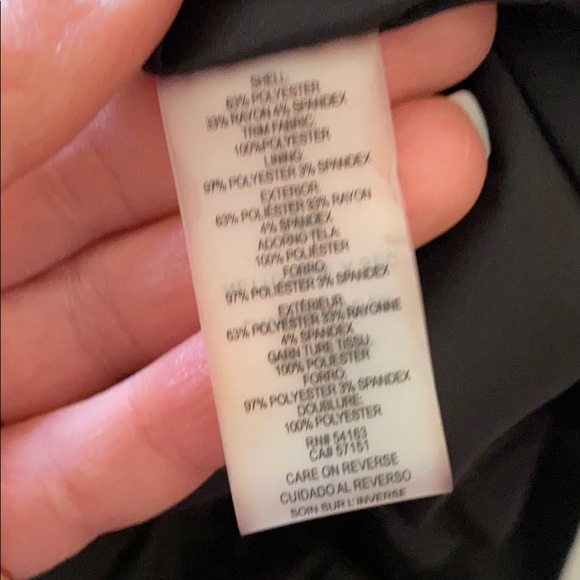 SHELL:
63% POLYESTER
33% RAYON 4% SPANDEX
TRIM FABRIC:
100%POLYESTER
LINING:
97% POLYESTER 3% SPANDEX
EXTERIOR:
63% POLIÉSTER 33% RAYON
4% SPANDEX
ADORNO TELA:
100% POLIÉSTER
FORRO:
97% POLIÉSTER 3% SPANDEX
EXTÉRIEUR:
63% POLYESTER 33% RAYONNE
4% SPANDEX
GARN TURE TISSU:
100% POLIESTER
FORRO:
97% POLYESTER 3% SPANDEX
DOUBLURE:
100% POLYESTER
RN# 54163
CA# 57151
CARE ON REVERSE
CUIDADO AL REVERSO
SOIN SUR L'INVERSE